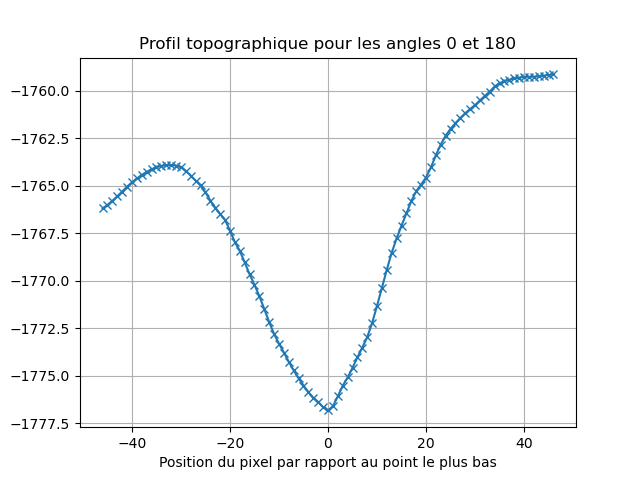 Profil topographique pour les angles 0 et 180
−1760.0
−1762.5
−1765.0
−1767.5
−1770.0
−1772.5
−1775.0
−1777.5
−40 −20 0 20 40
Position du pixel par rapport au point le plus bas